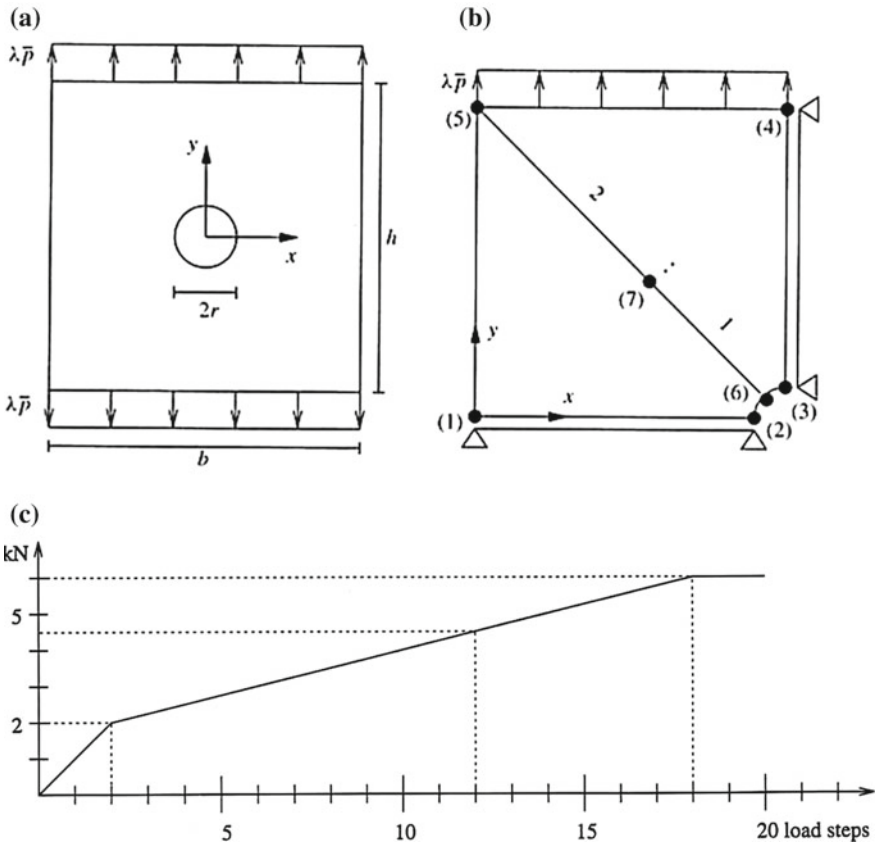 (a)
λp̄
y
x
h
2r
λp̄
b
(b)
λp̄
(5)
(4)
2
(7)
1
y
(6)
(3)
(1)
x
(2)
(c)
kN
5
2
5
10
15
20 load steps